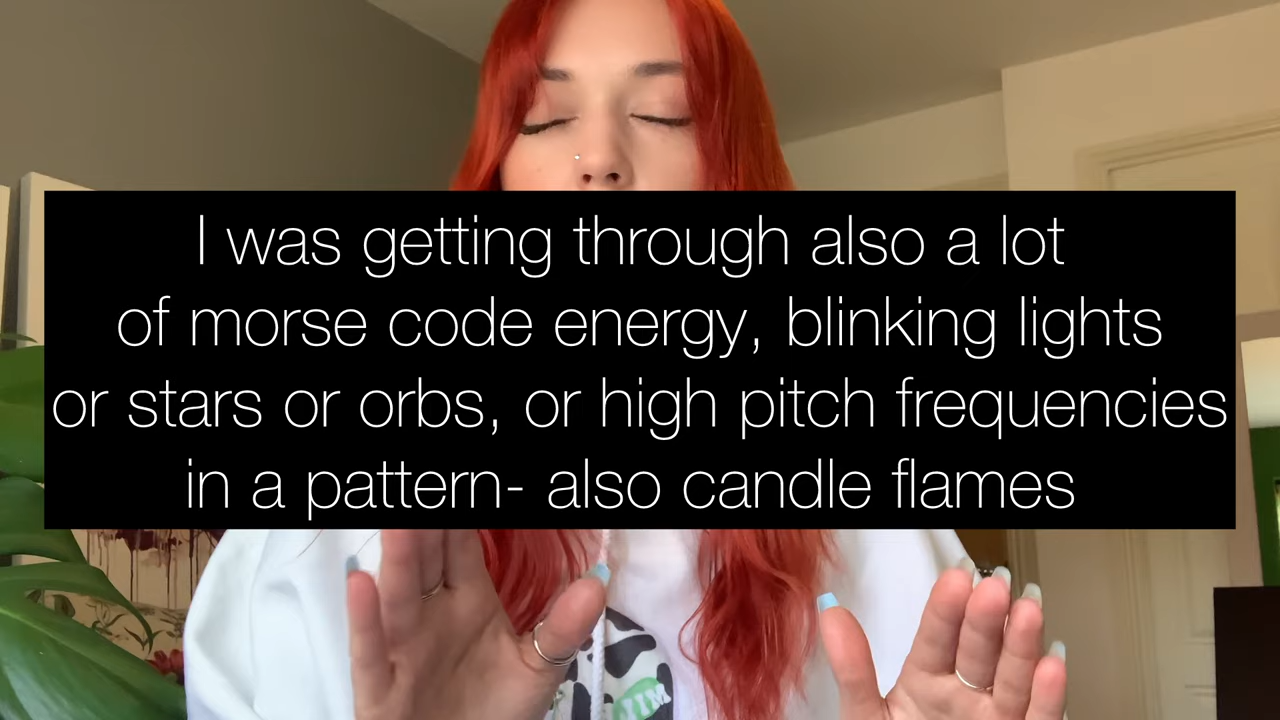 I was getting through also a lot
of morse code energy, blinking lights
or stars or orbs, or high pitch frequencies
in a pattern- also candle flames